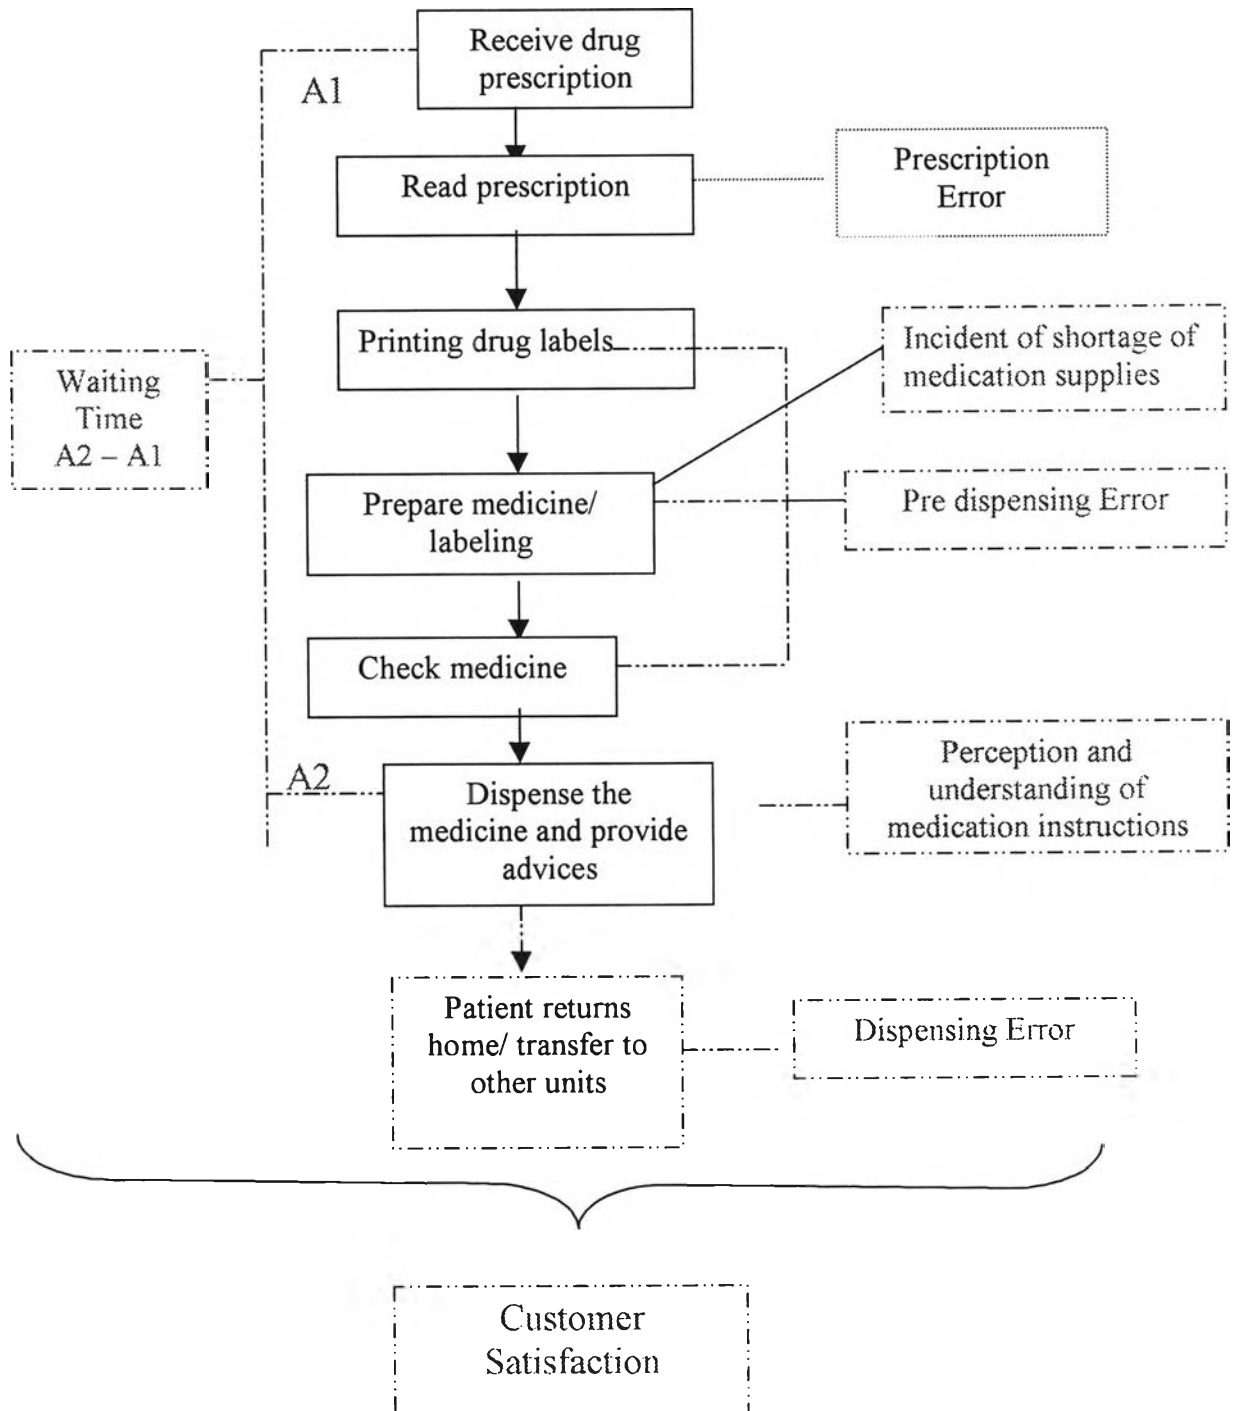 Receive drug
prescription
A1
Read prescription
Prescription
Error
Printing drug labels
Incident of shortage of
medication supplies
Waiting
Time
A2 – A1
Prepare medicine/
labeling
Pre dispensing Error
Check medicine
A2
Dispense the
medicine and provide
advices
Perception and
understanding of
medication instructions
Patient returns
home/ transfer to
other units
Dispensing Error
Customer
Satisfaction